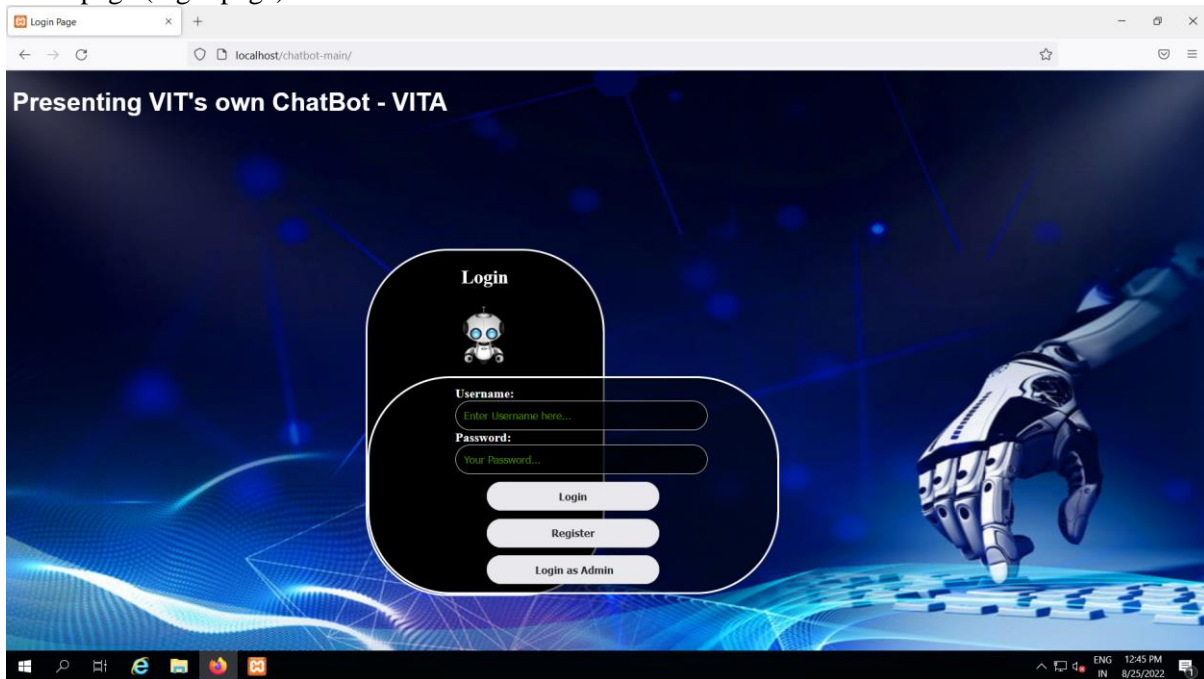 Login Page
localhost/chatbot-main/
Presenting VIT's own ChatBot - VITA
Login
Username:
Enter Username here...
Password:
Your Password...
Login
Register
Login as Admin
ENG 12:45 PM
IN 8/25/2022